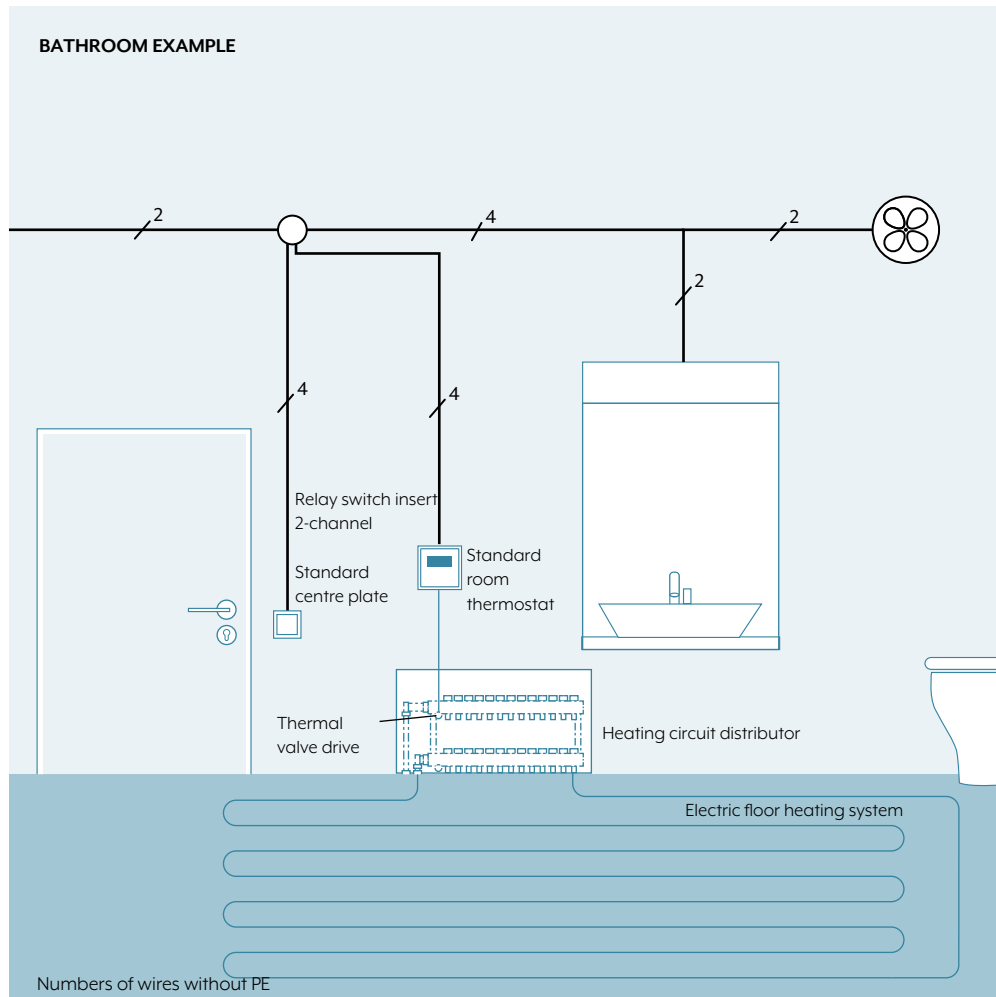 BATHROOM EXAMPLE
2
4
2
2
4
4
Relay switch insert
2-channel
Standard
centre plate
Standard
room
thermostat
Thermal
valve drive
Heating circuit distributor
Electric floor heating system
Numbers of wires without PE